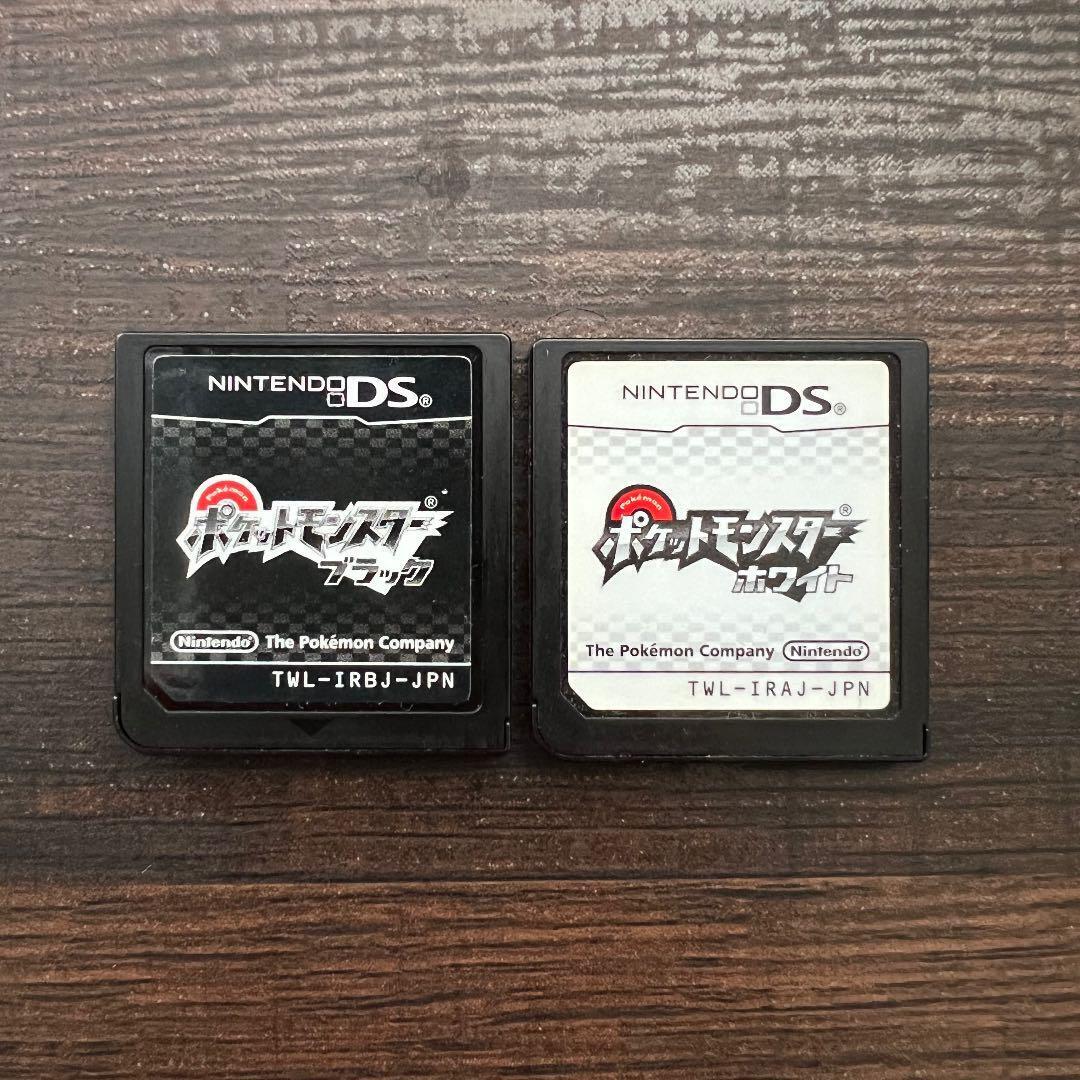 NINTENDO DS®
Pokémon
ポケットモンスター®
ブラック
Nintendo® The Pokémon Company
TWL-IRBJ-JPN
NINTENDO DS®
Pokémon
ポケットモンスター®
ホワイト
The Pokémon Company Nintendo®
TWL-IRAJ-JPN